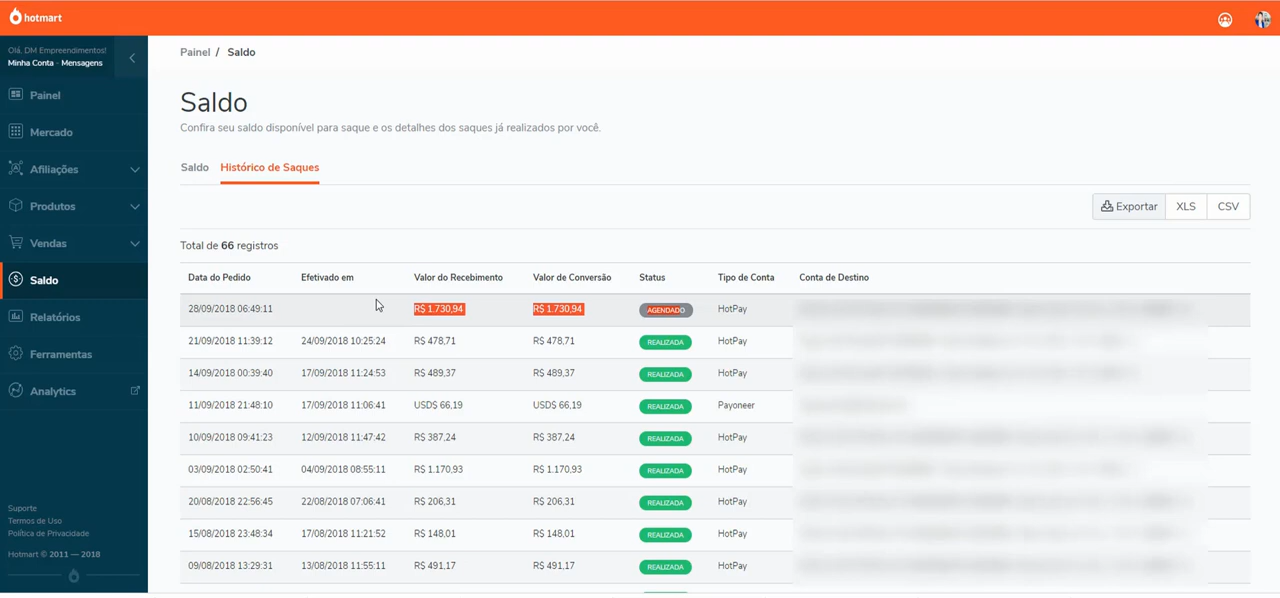 hotmart
Olá, DM Empreendimentos!
Minha Conta - Mensagens
Painel
Mercado
Afiliações
Produtos
Vendas
Saldo
Relatórios
Ferramentas
Analytics
Suporte
Termos de Uso
Política de Privacidade
Hotmart © 2011 — 2018
Painel / Saldo
Saldo
Confira seu saldo disponível para saque e os detalhes dos saques já realizados por você.
Saldo Histórico de Saques
Exportar XLS CSV
Total de 66 registros
Data do Pedido Efetivado em Valor do Recebimento Valor de Conversão Status Tipo de Conta Conta de Destino
28/09/2018 06:49:11 R$ 1.730,94 R$ 1.730,94 AGENDADO HotPay
21/09/2018 11:39:12 24/09/2018 10:25:24 R$ 478,71 R$ 478,71 REALIZADA HotPay
14/09/2018 00:39:40 17/09/2018 11:24:53 R$ 489,37 R$ 489,37 REALIZADA HotPay
11/09/2018 21:48:10 17/09/2018 11:06:41 USD$ 66,19 USD$ 66,19 REALIZADA Payoneer
10/09/2018 09:41:23 12/09/2018 11:47:42 R$ 387,24 R$ 387,24 REALIZADA HotPay
03/09/2018 02:50:41 04/09/2018 08:55:11 R$ 1.170,93 R$ 1.170,93 REALIZADA HotPay
20/08/2018 22:56:45 22/08/2018 07:06:41 R$ 206,31 R$ 206,31 REALIZADA HotPay
15/08/2018 23:48:34 17/08/2018 11:21:52 R$ 148,01 R$ 148,01 REALIZADA HotPay
09/08/2018 13:29:31 13/08/2018 11:55:11 R$ 491,17 R$ 491,17 REALIZADA HotPay